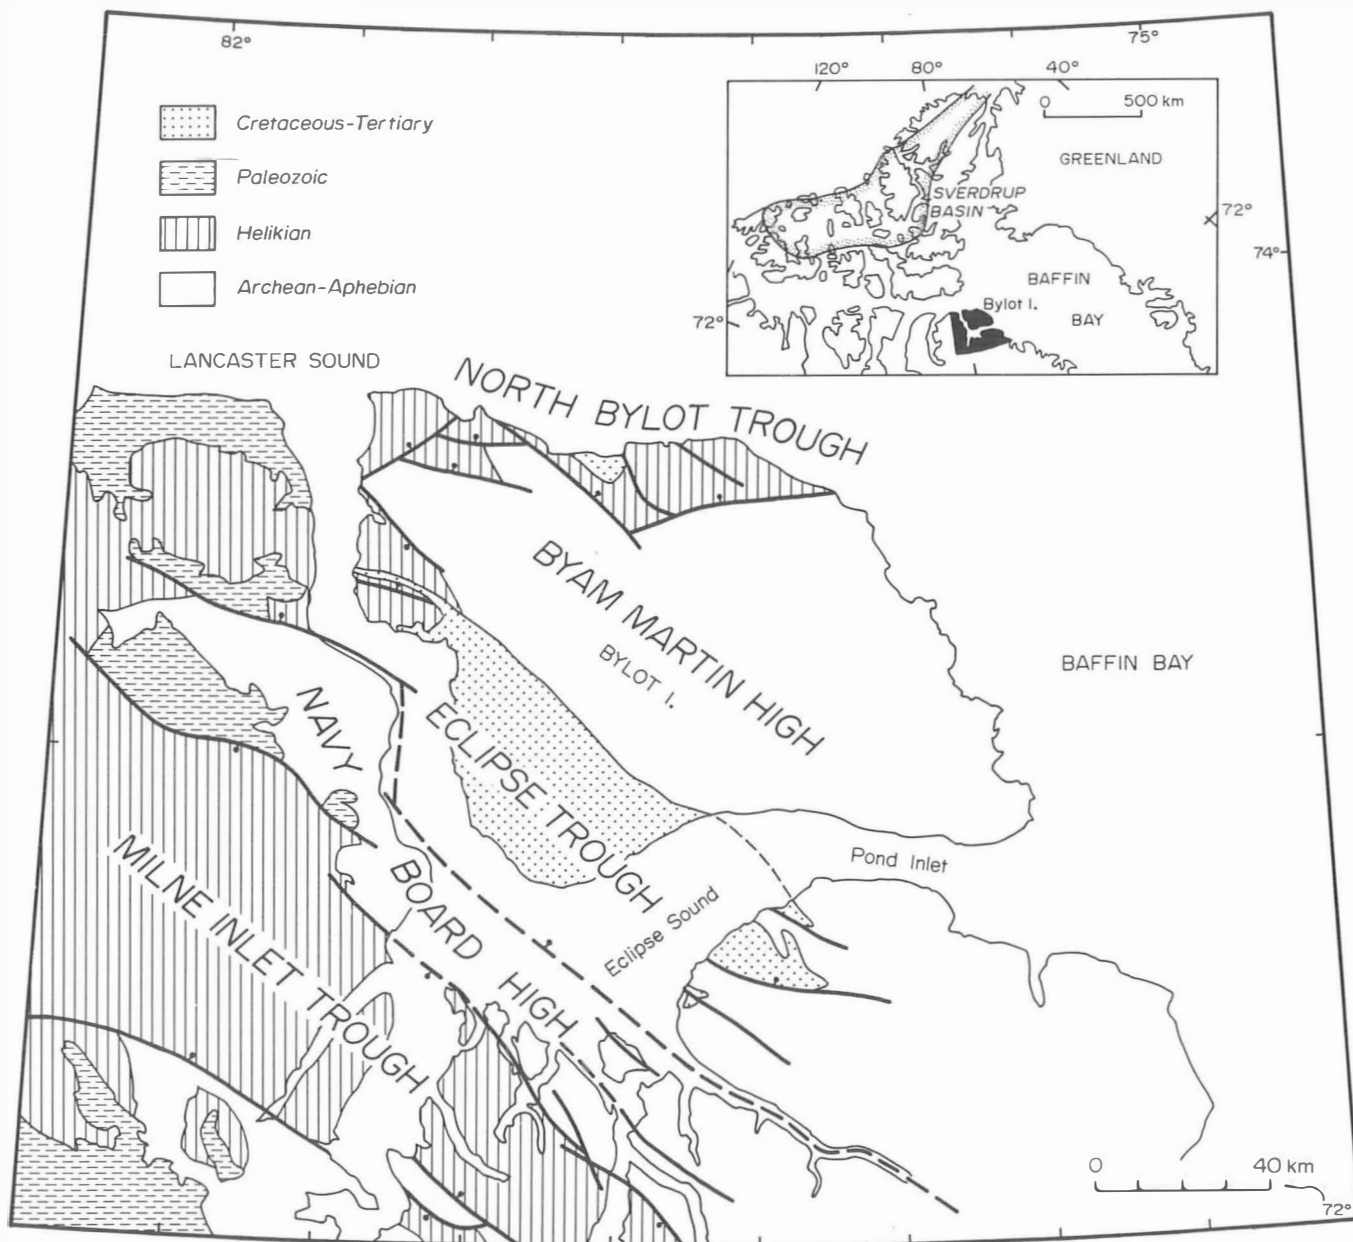 82°
75°
120°
80°
40°
0 500 km
GREENLAND
SVERDRUP
BASIN
72°
74°
BAFFIN
BAY
Bylot I.
72°
Cretaceous-Tertiary
Paleozoic
Helikian
Archean-Aphebian
LANCASTER SOUND
NORTH BYLOT TROUGH
BYAM MARTIN HIGH
BYLOT I.
BAFFIN BAY
NAVY BOARD HIGH
ECLIPSE TROUGH
MILNE INLET TROUGH
Pond Inlet
Eclipse Sound
0 40 km
72°